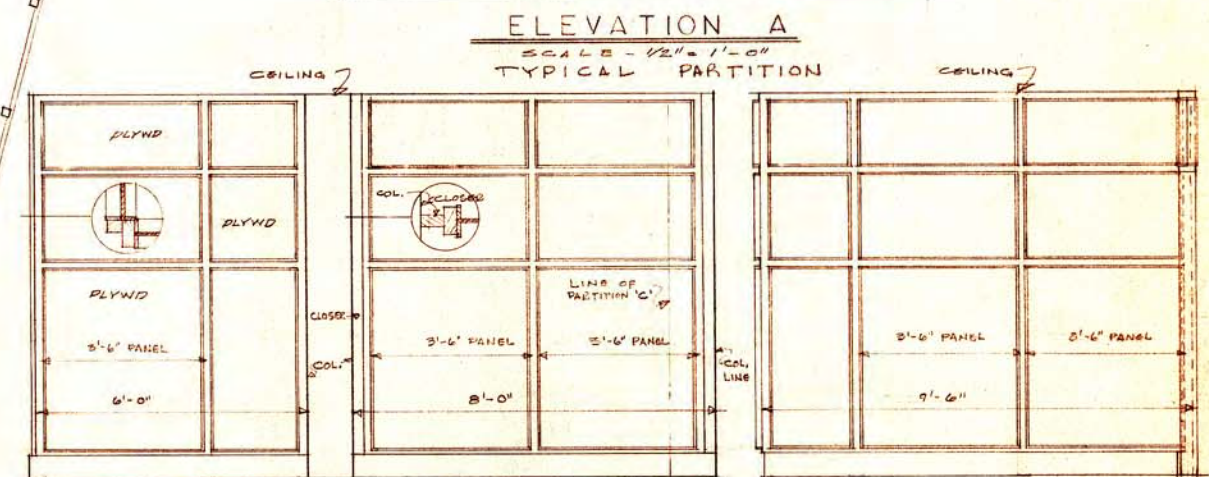 ELEVATION A
SCALE - 1/2" = 1'-0"
TYPICAL PARTITION
CEILING
CEILING
PLYWD
COL.
CLOSER
PLYWD
PLYWD
LINE OF
PARTITION 'C'
CLOSER
3'-6" PANEL
3'-6" PANEL
3'-6" PANEL
3'-6" PANEL
3'-6" PANEL
COL.
COL.
LINE
6'-0"
8'-0"
9'-6"